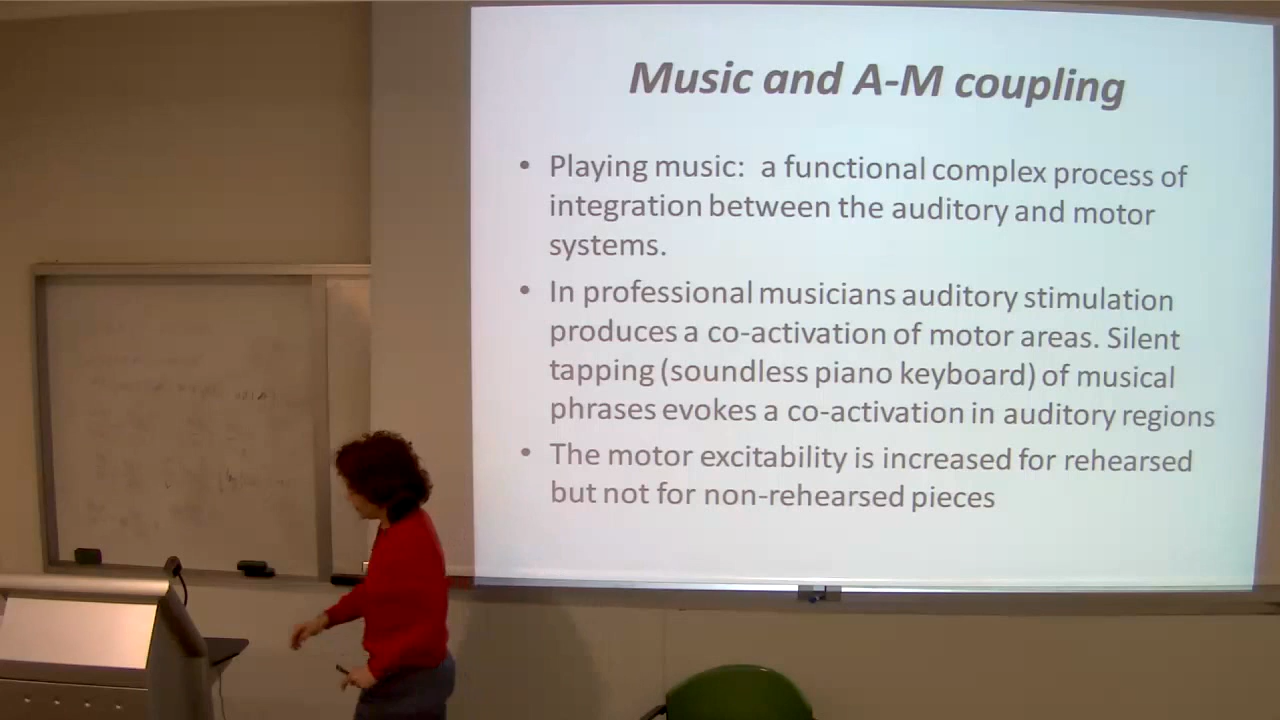 Music and A-M coupling
• Playing music: a functional complex process of
integration between the auditory and motor
systems.
• In professional musicians auditory stimulation
produces a co-activation of motor areas. Silent
tapping (soundless piano keyboard) of musical
phrases evokes a co-activation in auditory regions
• The motor excitability is increased for rehearsed
but not for non-rehearsed pieces